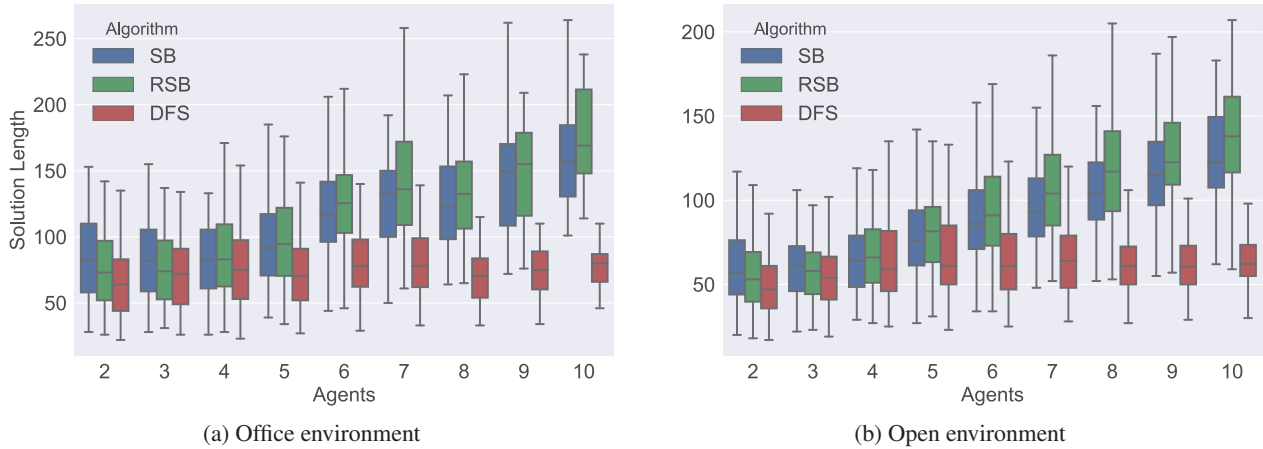 Algorithm
SB
RSB
DFS
Solution Length
250
200
150
100
50
2 3 4 5 6 7 8 9 10
Agents
(a) Office environment
Algorithm
SB
RSB
DFS
200
150
100
50
2 3 4 5 6 7 8 9 10
Agents
(b) Open environment